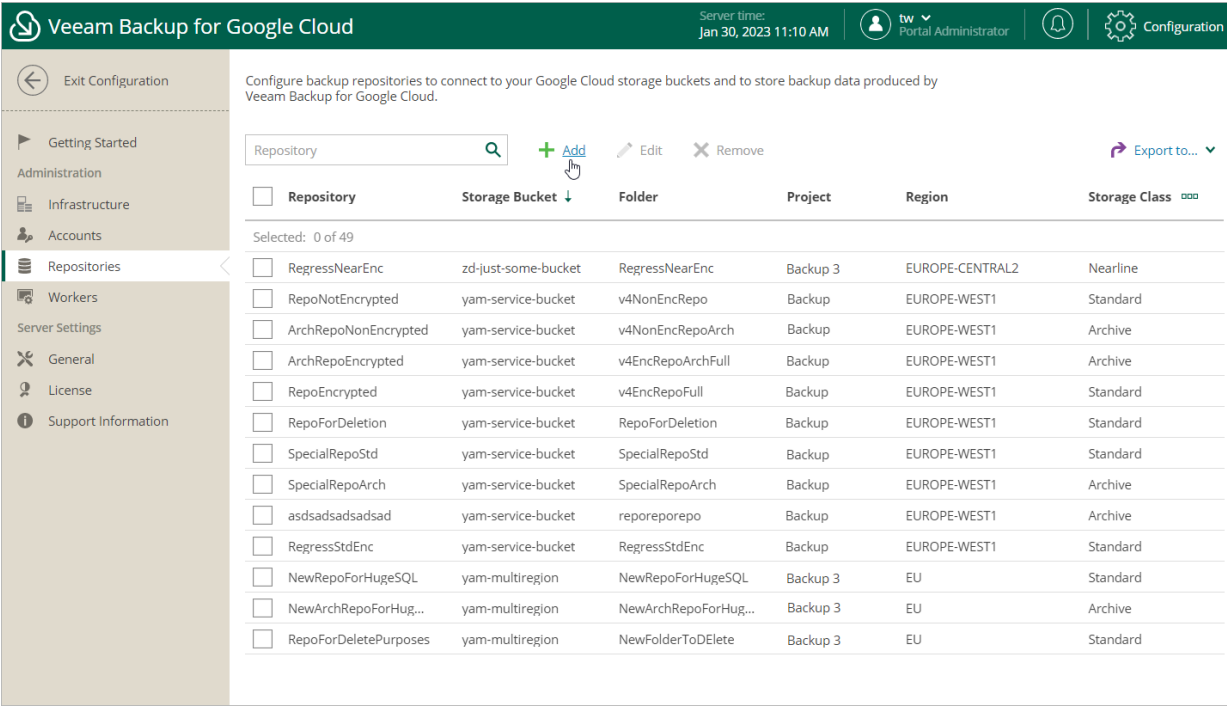 Veeam Backup for Google Cloud
Server time:
Jan 30, 2023 11:10 AM
tw
Portal Administrator
Configuration
Exit Configuration
Getting Started
Administration
Infrastructure
Accounts
Repositories
Workers
Server Settings
General
License
Support Information
Configure backup repositories to connect to your Google Cloud storage buckets and to store backup data produced by
Veeam Backup for Google Cloud.
Repository Add Edit Remove Export to...
Repository Storage Bucket Folder Project Region Storage Class
Selected: 0 of 49
RegressNearEnc zd-just-some-bucket RegressNearEnc Backup 3 EUROPE-CENTRAL2 Nearline
RepoNotEncrypted yam-service-bucket v4NonEncRepo Backup EUROPE-WEST1 Standard
ArchRepoNonEncrypted yam-service-bucket v4NonEncRepoArch Backup EUROPE-WEST1 Archive
ArchRepoEncrypted yam-service-bucket v4EncRepoArchFull Backup EUROPE-WEST1 Archive
RepoEncrypted yam-service-bucket v4EncRepoFull Backup EUROPE-WEST1 Standard
RepoForDeletion yam-service-bucket RepoForDeletion Backup EUROPE-WEST1 Standard
SpecialRepoStd yam-service-bucket SpecialRepoStd Backup EUROPE-WEST1 Standard
SpecialRepoArch yam-service-bucket SpecialRepoArch Backup EUROPE-WEST1 Archive
asdsadsadsadsad yam-service-bucket reporeporepo Backup EUROPE-WEST1 Archive
RegressStdEnc yam-service-bucket RegressStdEnc Backup EUROPE-WEST1 Standard
NewRepoForHugeSQL yam-multiregion NewRepoForHugeSQL Backup 3 EU Standard
NewArchRepoForHug... yam-multiregion NewArchRepoForHug... Backup 3 EU Archive
RepoForDeletePurposes yam-multiregion NewFolderToDElete Backup 3 EU Standard